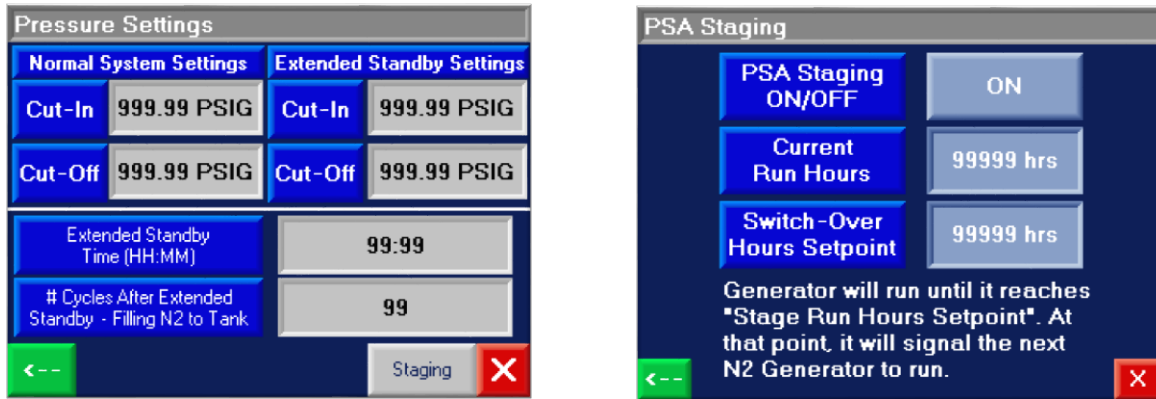 Pressure Settings
Normal System Settings
Extended Standby Settings
Cut-In
999.99 PSIG
Cut-In
999.99 PSIG
Cut-Off
999.99 PSIG
Cut-Off
999.99 PSIG
Extended Standby
Time (HH:MM)
99:99
# Cycles After Extended
Standby - Filling N2 to Tank
99
<--
Staging
X
PSA Staging
PSA Staging
ON/OFF
ON
Current
Run Hours
99999 hrs
Switch-Over
Hours Setpoint
99999 hrs
Generator will run until it reaches
"Stage Run Hours Setpoint". At
that point, it will signal the next
N2 Generator to run.
<--
X